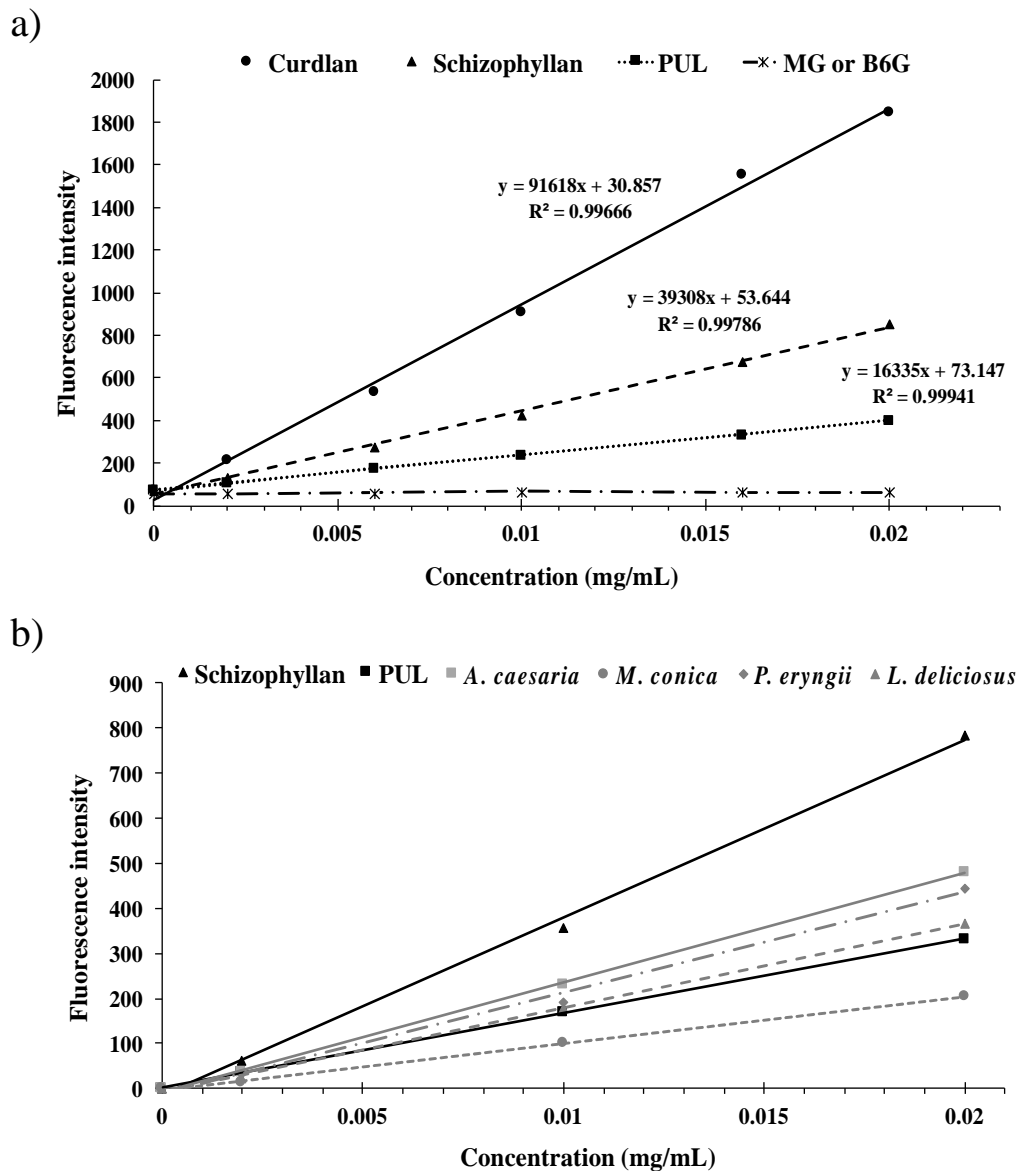 a)
Curdlan Schizophyllan PUL MG or B6G
2000
1800
1600
1400
1200
1000
800
600
400
200
0
Fluorescence intensity
y = 91618x + 30.857
R² = 0.99666
y = 39308x + 53.644
R² = 0.99786
y = 16335x + 73.147
R² = 0.99941
0 0.005 0.01 0.015 0.02
Concentration (mg/mL)
b)
Schizophyllan PUL A. caesaria M. conica P. eryngii L. deliciosus
900
800
700
600
500
400
300
200
100
0
Fluorescence intensity
0 0.005 0.01 0.015 0.02
Concentration (mg/mL)